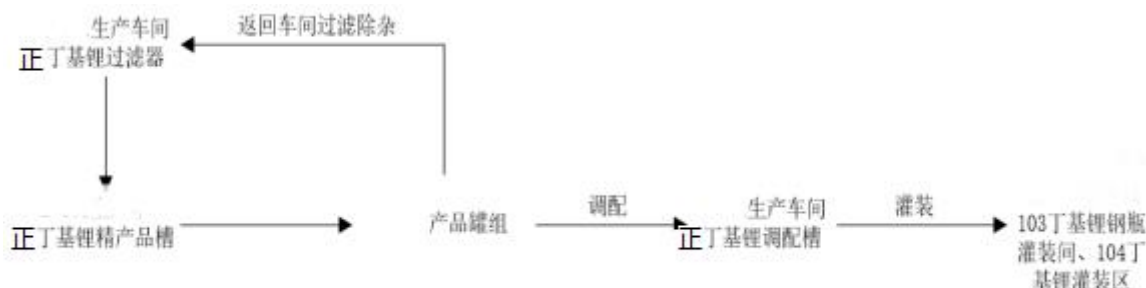 生产车间
正丁基锂过滤器
返回车间过滤除杂
正丁基锂精产品槽
产品罐组
调配
生产车间
正丁基锂调配槽
灌装
103丁基锂钢瓶
灌装间、104丁
基锂灌装区